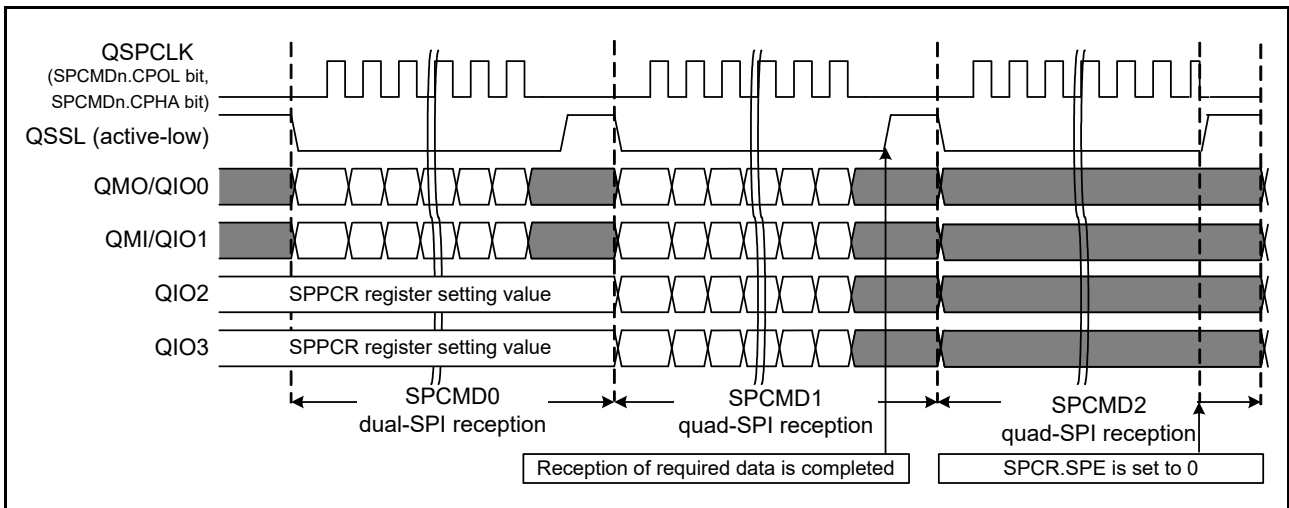 QSPCLK
(SPCMDn.CPOL bit,
SPCMDn.CPHA bit)
QSSL (active-low)
QMO/QIO0
QMI/QIO1
QIO2
SPPCR register setting value
QIO3
SPPCR register setting value
SPCMD0
dual-SPI reception
SPCMD1
quad-SPI reception
SPCMD2
quad-SPI reception
Reception of required data is completed
SPCR.SPE is set to 0